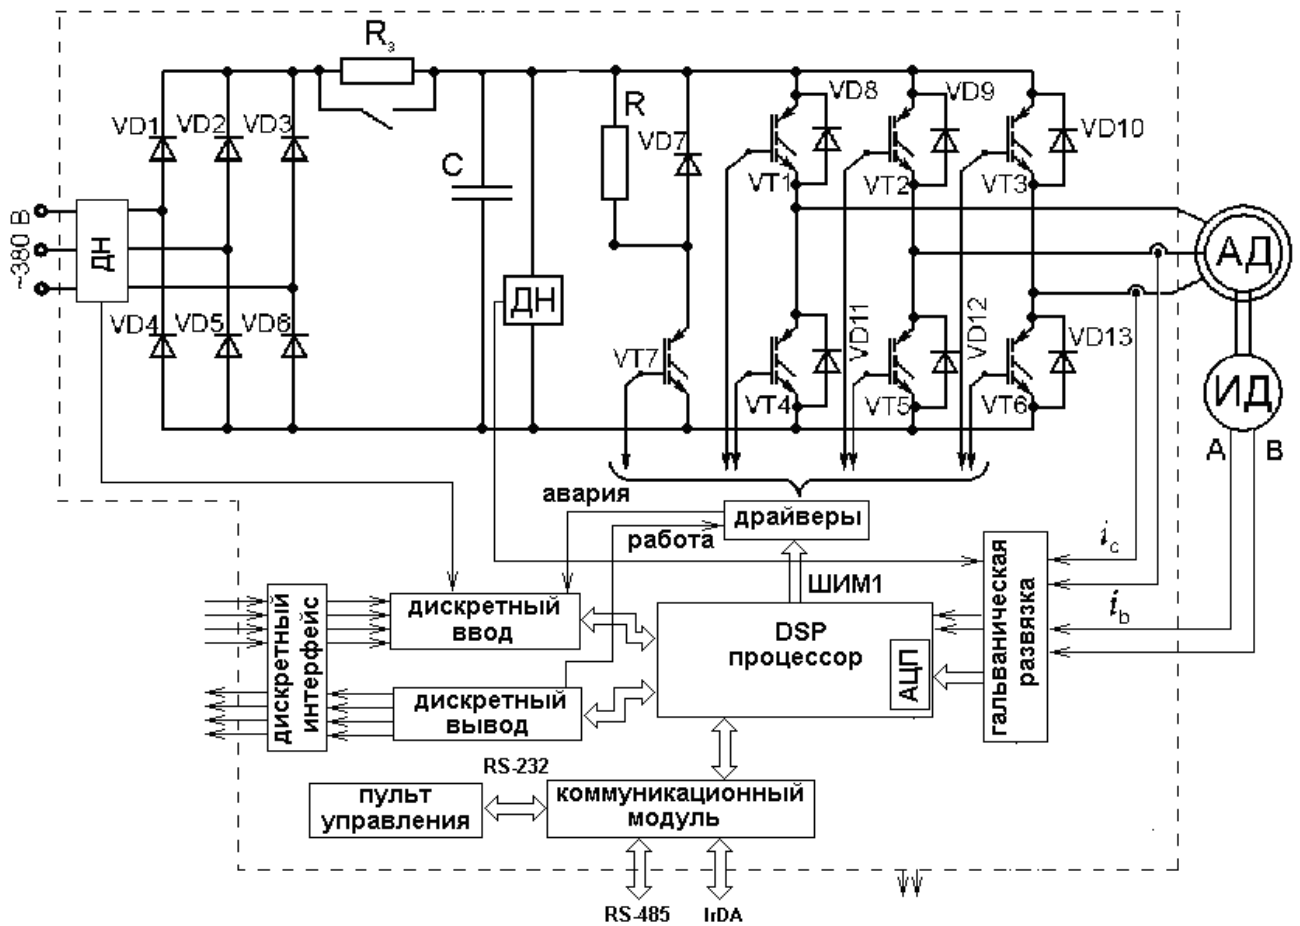 Rз
VD1
VD2
VD3
R
VD7
C
VD8
VD9
VD10
VT1
VT2
VT3
~380 В
ДН
АД
VD4
VD5
VD6
ДН
VT7
VD11
VD12
VD13
VT4
VT5
VT6
ИД
A
B
авария
драйверы
работа
ic
ШИМ1
ib
дискретный
интерфейс
дискретный
ввод
DSP
процессор
АЦП
гальваническая
развязка
дискретный
вывод
RS-232
пульт
управления
коммуникационный
модуль
RS-485
IrDA